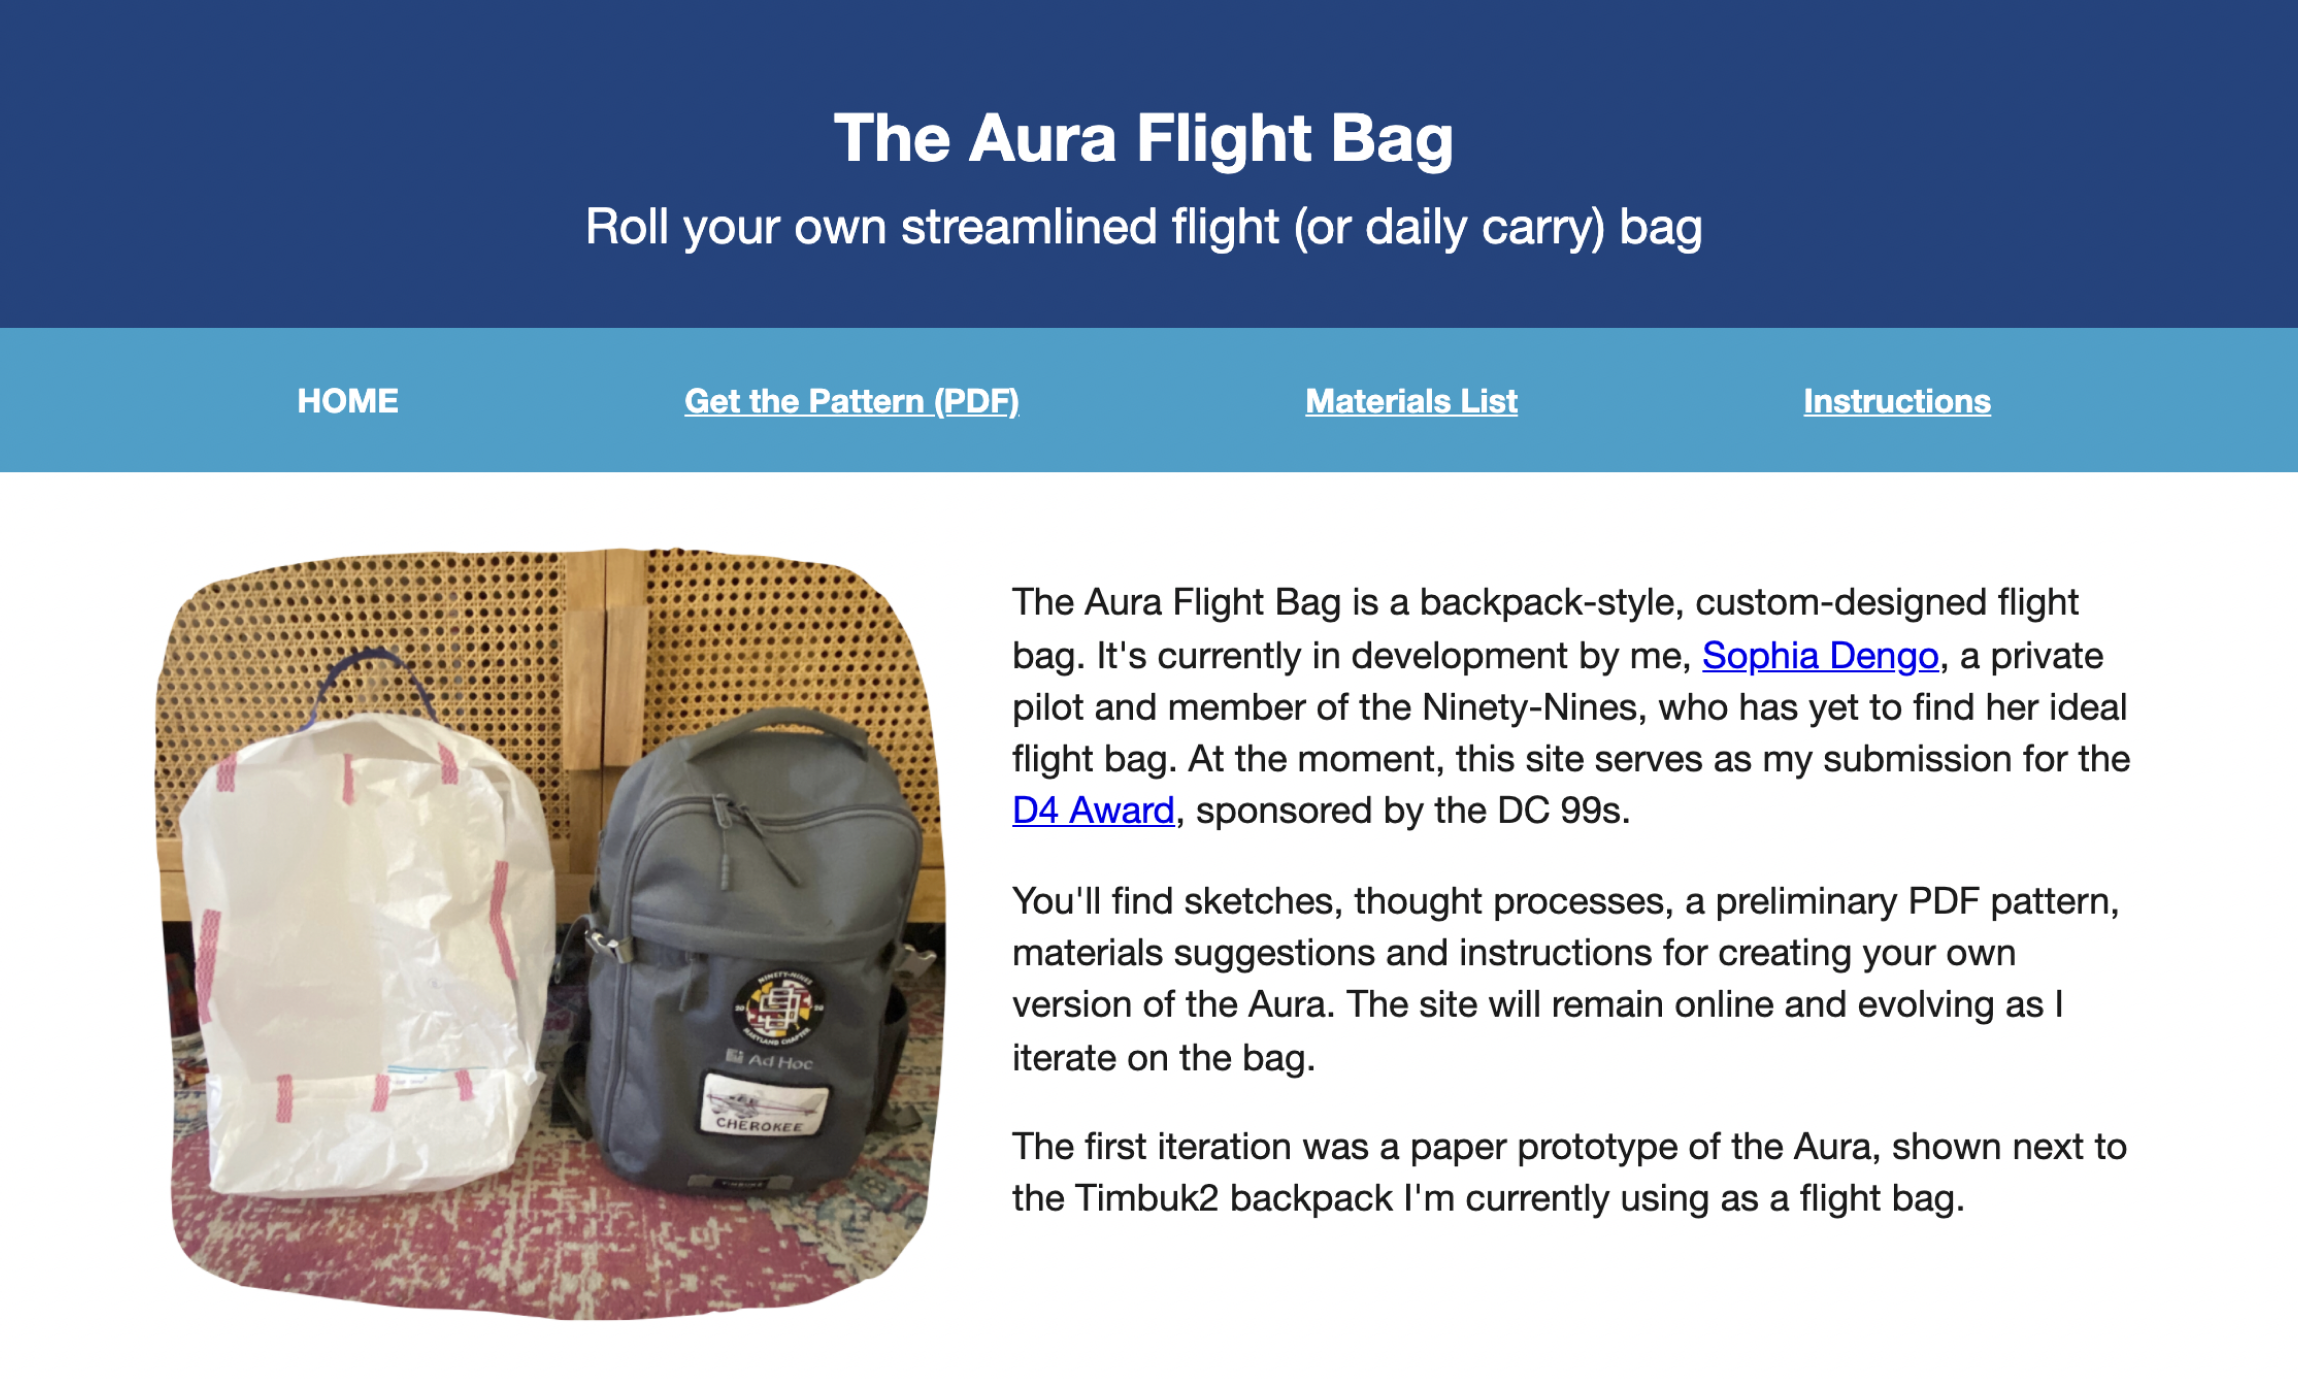 The Aura Flight Bag
Roll your own streamlined flight (or daily carry) bag
HOME
Get the Pattern (PDF)
Materials List
Instructions
NINETY-NINES
MARYLAND CHAPTER
Ad Hoc
CHEROKEE
The Aura Flight Bag is a backpack-style, custom-designed flight
bag. It's currently in development by me, Sophia Dengo, a private
pilot and member of the Ninety-Nines, who has yet to find her ideal
flight bag. At the moment, this site serves as my submission for the
D4 Award, sponsored by the DC 99s.
You'll find sketches, thought processes, a preliminary PDF pattern,
materials suggestions and instructions for creating your own
version of the Aura. The site will remain online and evolving as I
iterate on the bag.
The first iteration was a paper prototype of the Aura, shown next to
the Timbuk2 backpack I'm currently using as a flight bag.